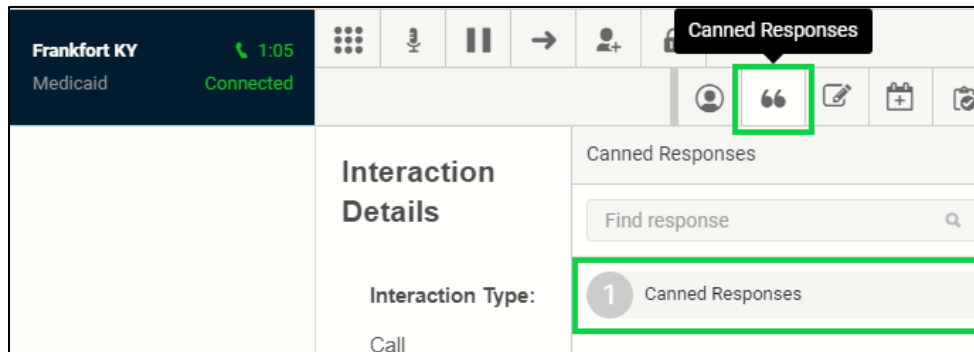 Canned Responses
Frankfort KY 1:05
Medicaid Connected
Canned Responses
Interaction
Details
Find response
1 Canned Responses
Interaction Type:
Call